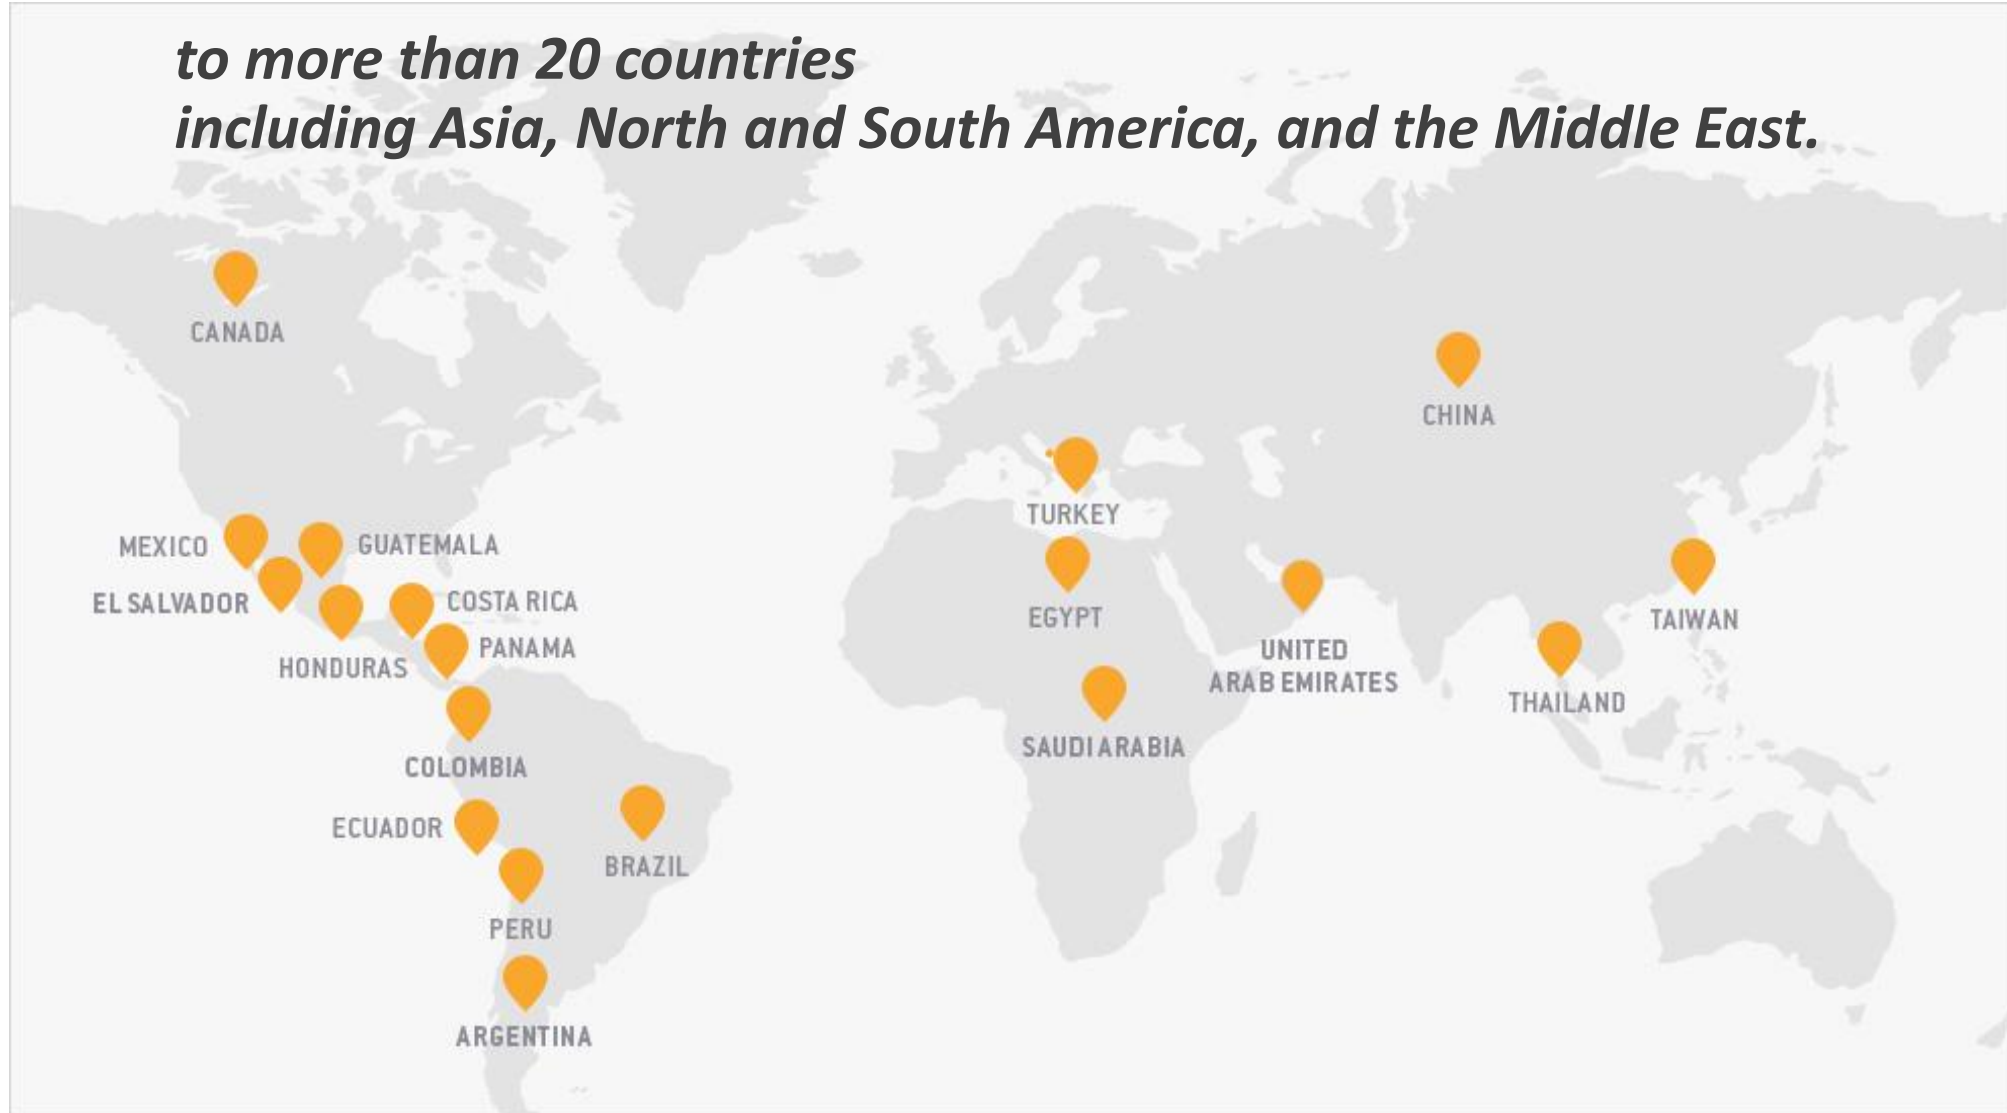 to more than 20 countries
including Asia, North and South America, and the Middle East.
CANADA
CHINA
TURKEY
MEXICO
GUATEMALA
EL SALVADOR
COSTA RICA
HONDURAS
PANAMA
EGYPT
UNITED
ARAB EMIRATES
TAIWAN
THAILAND
SAUDI ARABIA
COLOMBIA
ECUADOR
BRAZIL
PERU
ARGENTINA